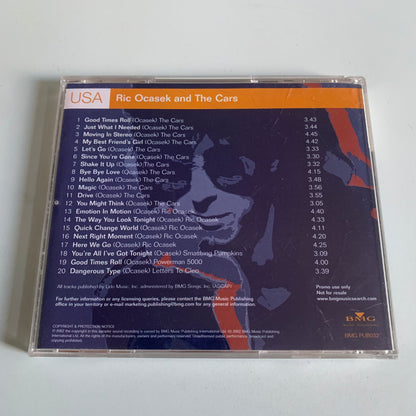 USA Ric Ocasek and The Cars
1 Good Times Roll (Ocasek) The Cars 3.43
2 Just What I Needed (Ocasek) The Cars 3.44
3 Moving In Stereo (Ocasek) The Cars 4.45
4 My Best Friend's Girl (Ocasek) The Cars 4.42
5 Let's Go (Ocasek) The Cars 3.33
6 Since You're Gone (Ocasek) The Cars 3.30
7 Shake It Up (Ocasek) The Cars 3.32
8 Bye Bye Love (Ocasek) The Cars 4.13
9 Hello Again (Ocasek) The Cars 3.48
10 Magic (Ocasek) The Cars 3.56
11 Drive (Ocasek) The Cars 3.55
12 You Might Think (Ocasek) The Cars 3.05
13 Emotion In Motion (Ocasek) Ric Ocasek 4.40
14 The Way You Look Tonight (Ocasek) Ric Ocasek 4.33
15 Quick Change World (Ocasek) Ric Ocasek 4.01
16 Next Right Moment (Ocasek) Ric Ocasek 4.20
17 Here We Go (Ocasek) Ric Ocasek 4.25
18 You're All I've Got Tonight (Ocasek) Smashing Pumpkins 3.09
19 Good Times Roll (Ocasek) Powerman 5000 4.00
20 Dangerous Type (Ocasek) Letters To Cleo 3.39
All tracks published by Lido Music, Inc. administered by BMG Songs, Inc. (ASCAP)
For further information or any licensing queries, please contact the BMG Music Publishing
office in your territory or e-mail marketing.publishing@bmg.com for any enquiries.
Promo use only
Not for resale
www.bmgmusicsearch.com
COPYRIGHT & PROTECTION NOTICE
BMG
MUSIC PUBLISHING
BMG PUB032